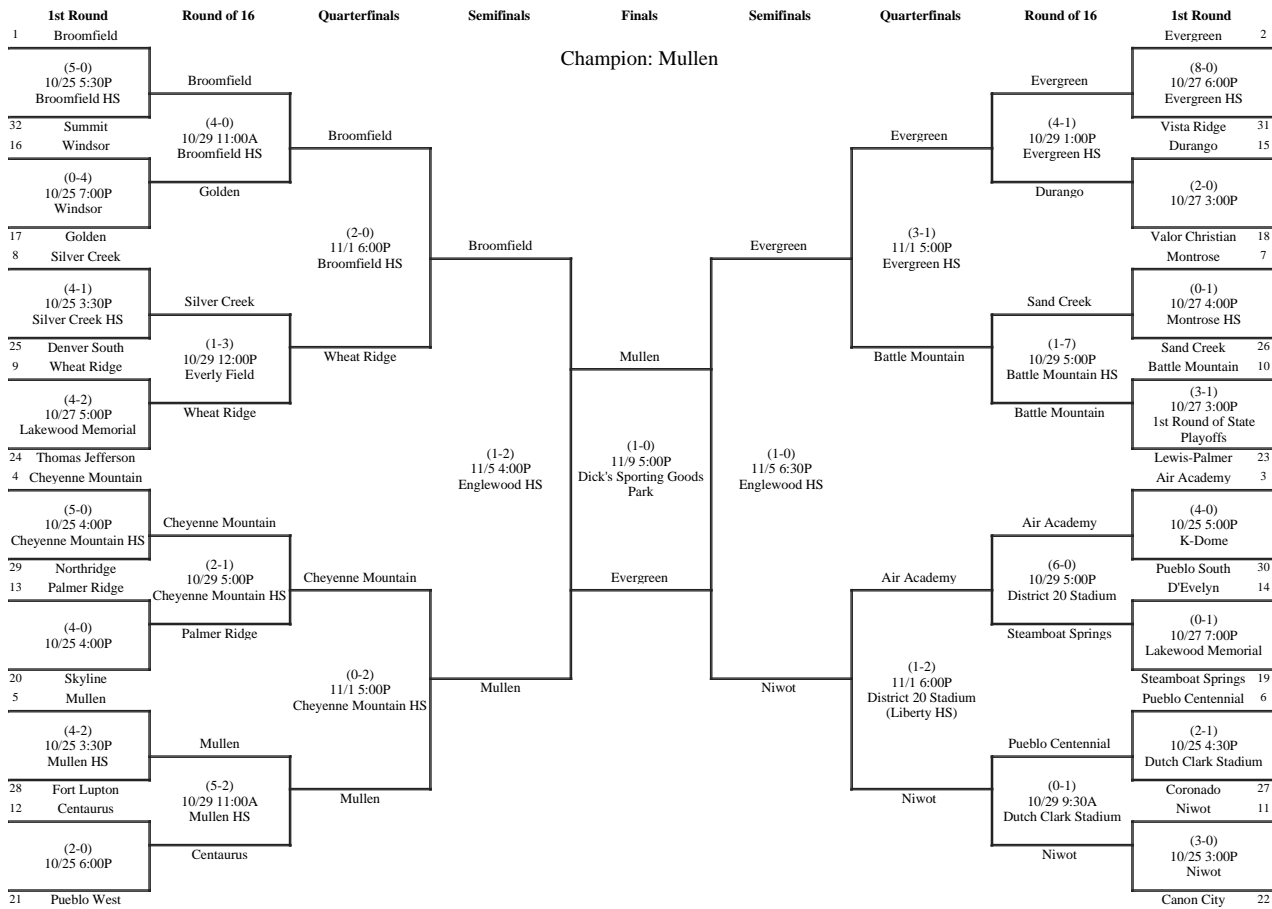 1st Round
Round of 16
Quarterfinals
Semifinals
Finals
Semifinals
Quarterfinals
Round of 16
1st Round
Champion: Mullen
1 Broomfield
(5-0)
10/25 5:30P
Broomfield HS
32 Summit
16 Windsor
(0-4)
10/25 7:00P
Windsor
17 Golden
8 Silver Creek
(4-1)
10/25 3:30P
Silver Creek HS
25 Denver South
9 Wheat Ridge
(4-2)
10/27 5:00P
Lakewood Memorial
24 Thomas Jefferson
4 Cheyenne Mountain
(5-0)
10/25 4:00P
Cheyenne Mountain HS
29 Northridge
13 Palmer Ridge
(4-0)
10/25 4:00P
20 Skyline
5 Mullen
(4-2)
10/25 3:30P
Mullen HS
28 Fort Lupton
12 Centaurus
(2-0)
10/25 6:00P
21 Pueblo West
Broomfield
(4-0)
10/29 11:00A
Broomfield HS
Golden
Silver Creek
(1-3)
10/29 12:00P
Everly Field
Wheat Ridge
Cheyenne Mountain
(2-1)
10/29 5:00P
Cheyenne Mountain HS
Palmer Ridge
Mullen
(5-2)
10/29 11:00A
Mullen HS
Centaurus
Broomfield
(2-0)
11/1 6:00P
Broomfield HS
Wheat Ridge
Cheyenne Mountain
(0-2)
11/1 5:00P
Cheyenne Mountain HS
Mullen
Broomfield
(1-2)
11/5 4:00P
Englewood HS
Mullen
Mullen
(1-0)
11/9 5:00P
Dick's Sporting Goods
Park
Evergreen
Evergreen
(1-0)
11/5 6:30P
Englewood HS
Niwot
Evergreen
(3-1)
11/1 5:00P
Evergreen HS
Battle Mountain
Air Academy
(1-2)
11/1 6:00P
District 20 Stadium
(Liberty HS)
Niwot
Evergreen
(4-1)
10/29 1:00P
Evergreen HS
Durango
Sand Creek
(1-7)
10/29 5:00P
Battle Mountain HS
Battle Mountain
Air Academy
(6-0)
10/29 5:00P
District 20 Stadium
Steamboat Springs
Pueblo Centennial
(0-1)
10/29 9:30A
Dutch Clark Stadium
Niwot
Evergreen 2
(8-0)
10/27 6:00P
Evergreen HS
Vista Ridge 31
Durango 15
(2-0)
10/27 3:00P
Valor Christian 18
Montrose 7
(0-1)
10/27 4:00P
Montrose HS
Sand Creek 26
Battle Mountain 10
(3-1)
10/27 3:00P
1st Round of State
Playoffs
Lewis-Palmer 23
Air Academy 3
(4-0)
10/25 5:00P
K-Dome
Pueblo South 30
D'Evelyn 14
(0-1)
10/27 7:00P
Lakewood Memorial
Steamboat Springs 19
Pueblo Centennial 6
(2-1)
10/25 4:30P
Dutch Clark Stadium
Coronado 27
Niwot 11
(3-0)
10/25 3:00P
Niwot
Canon City 22